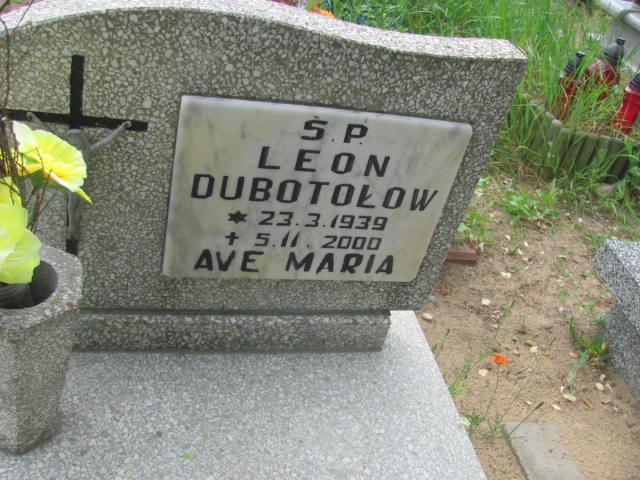 Ś.P.
LEON
DUBOTOŁOW
* 23.3.1939
✝ 5.11.2000
AVE MARIA